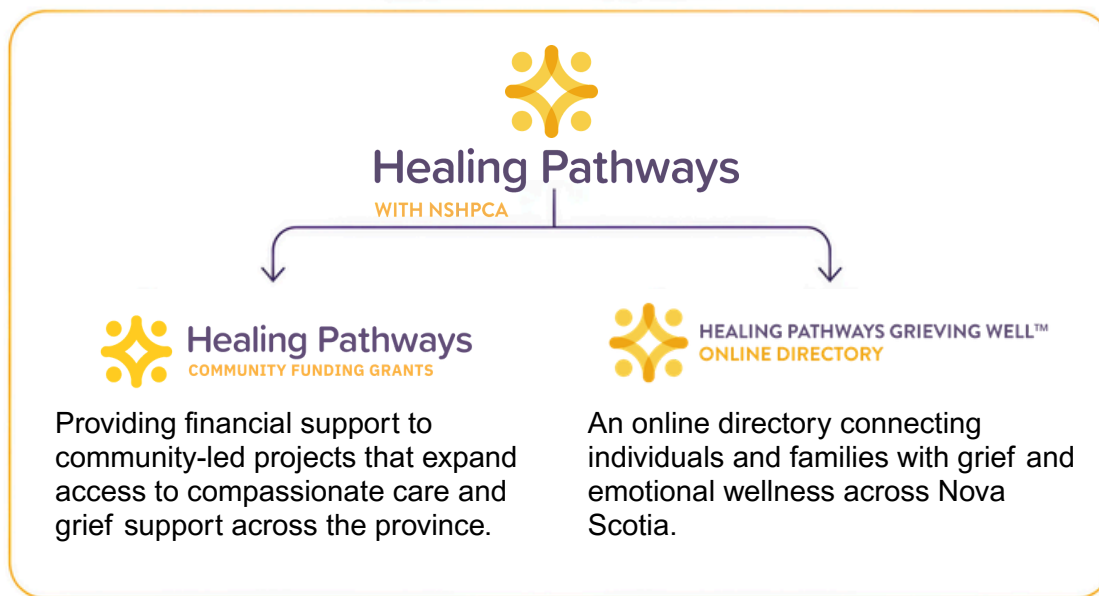 Healing Pathways
WITH NSHPCA
Healing Pathways
COMMUNITY FUNDING GRANTS
Providing financial support to
community-led projects that expand
access to compassionate care and
grief support across the province.
HEALING PATHWAYS GRIEVING WELL™
ONLINE DIRECTORY
An online directory connecting
individuals and families with grief and
emotional wellness across Nova
Scotia.